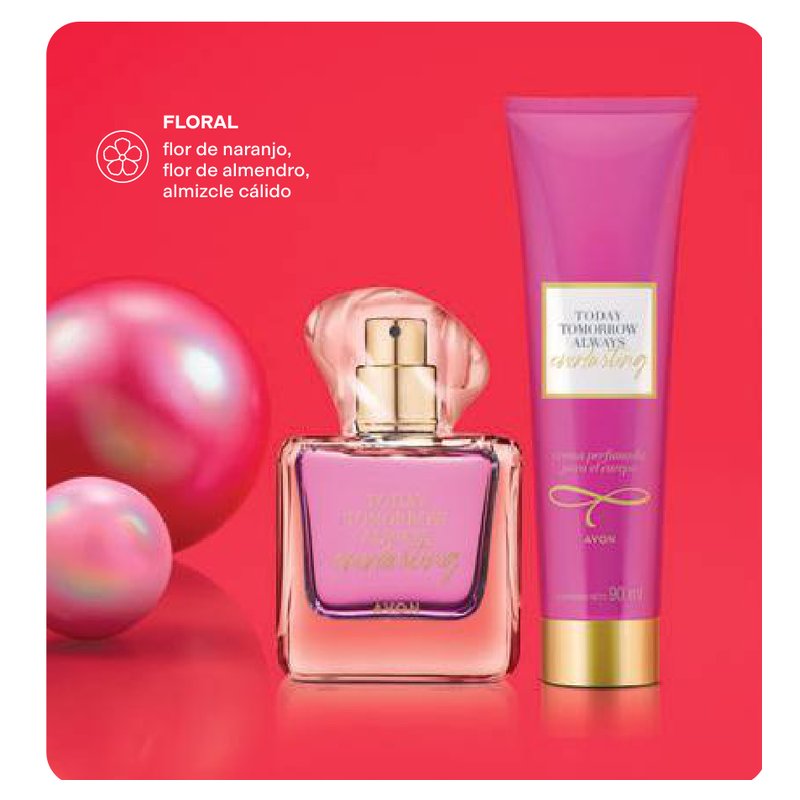 FLORAL
flor de naranjo,
flor de almendro,
almizcle cálido
TODAY
TOMORROW
ALWAYS
everlasting
crema perfumada
para el cuerpo
AVON
90 ml
TODAY
TOMORROW
ALWAYS
everlasting
AVON